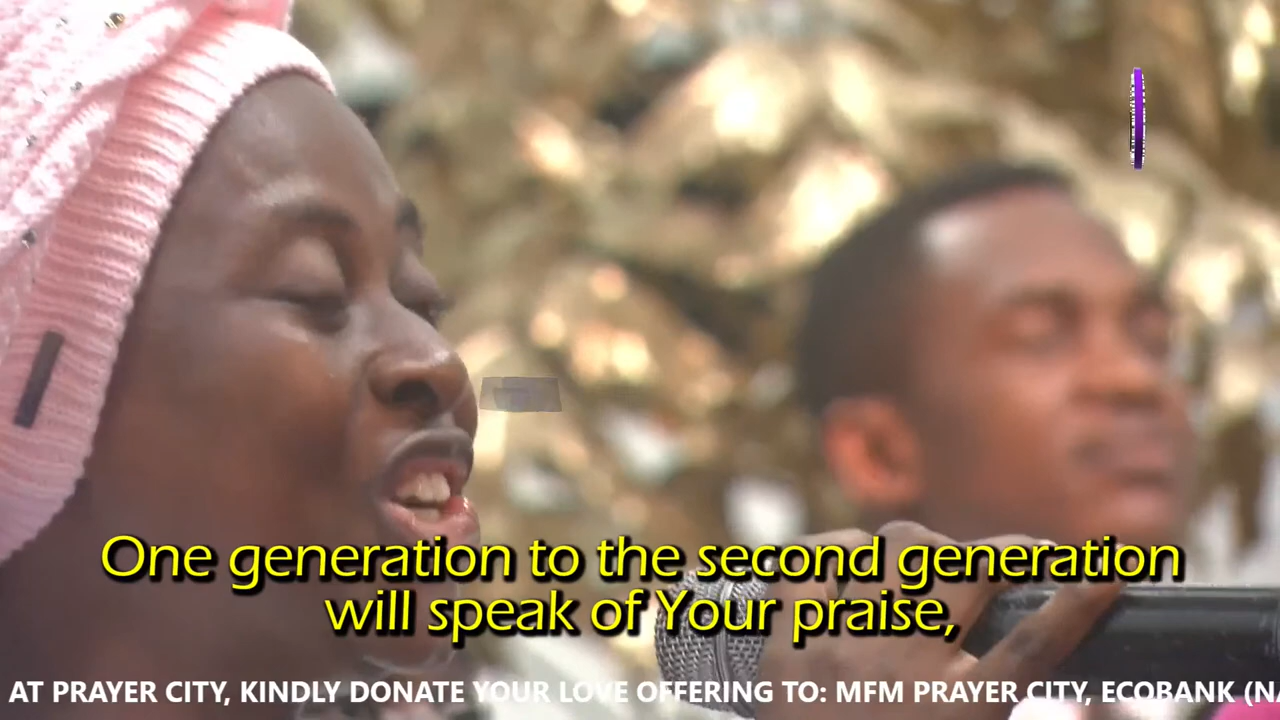 One generation to the second generation
will speak of Your praise,
AT PRAYER CITY, KINDLY DONATE YOUR LOVE OFFERING TO: MFM PRAYER CITY, ECOBANK (NA